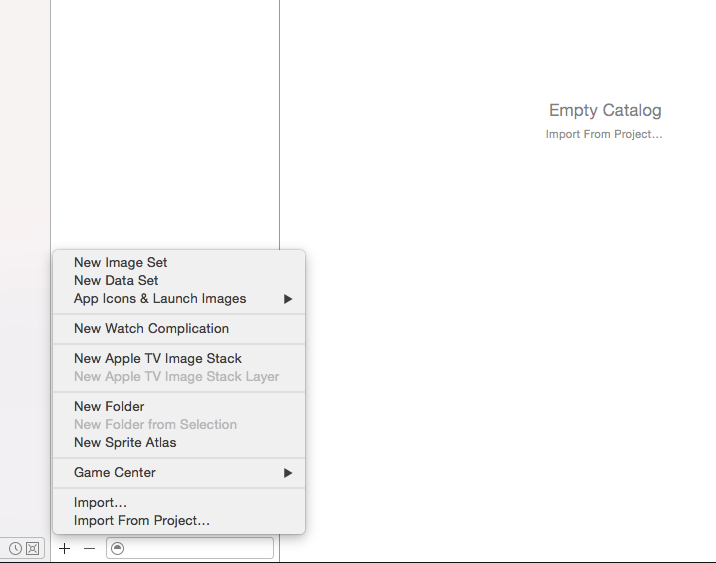 Empty Catalog
Import From Project...
New Image Set
New Data Set
App Icons & Launch Images
New Watch Complication
New Apple TV Image Stack
New Apple TV Image Stack Layer
New Folder
New Folder from Selection
New Sprite Atlas
Game Center
Import...
Import From Project...